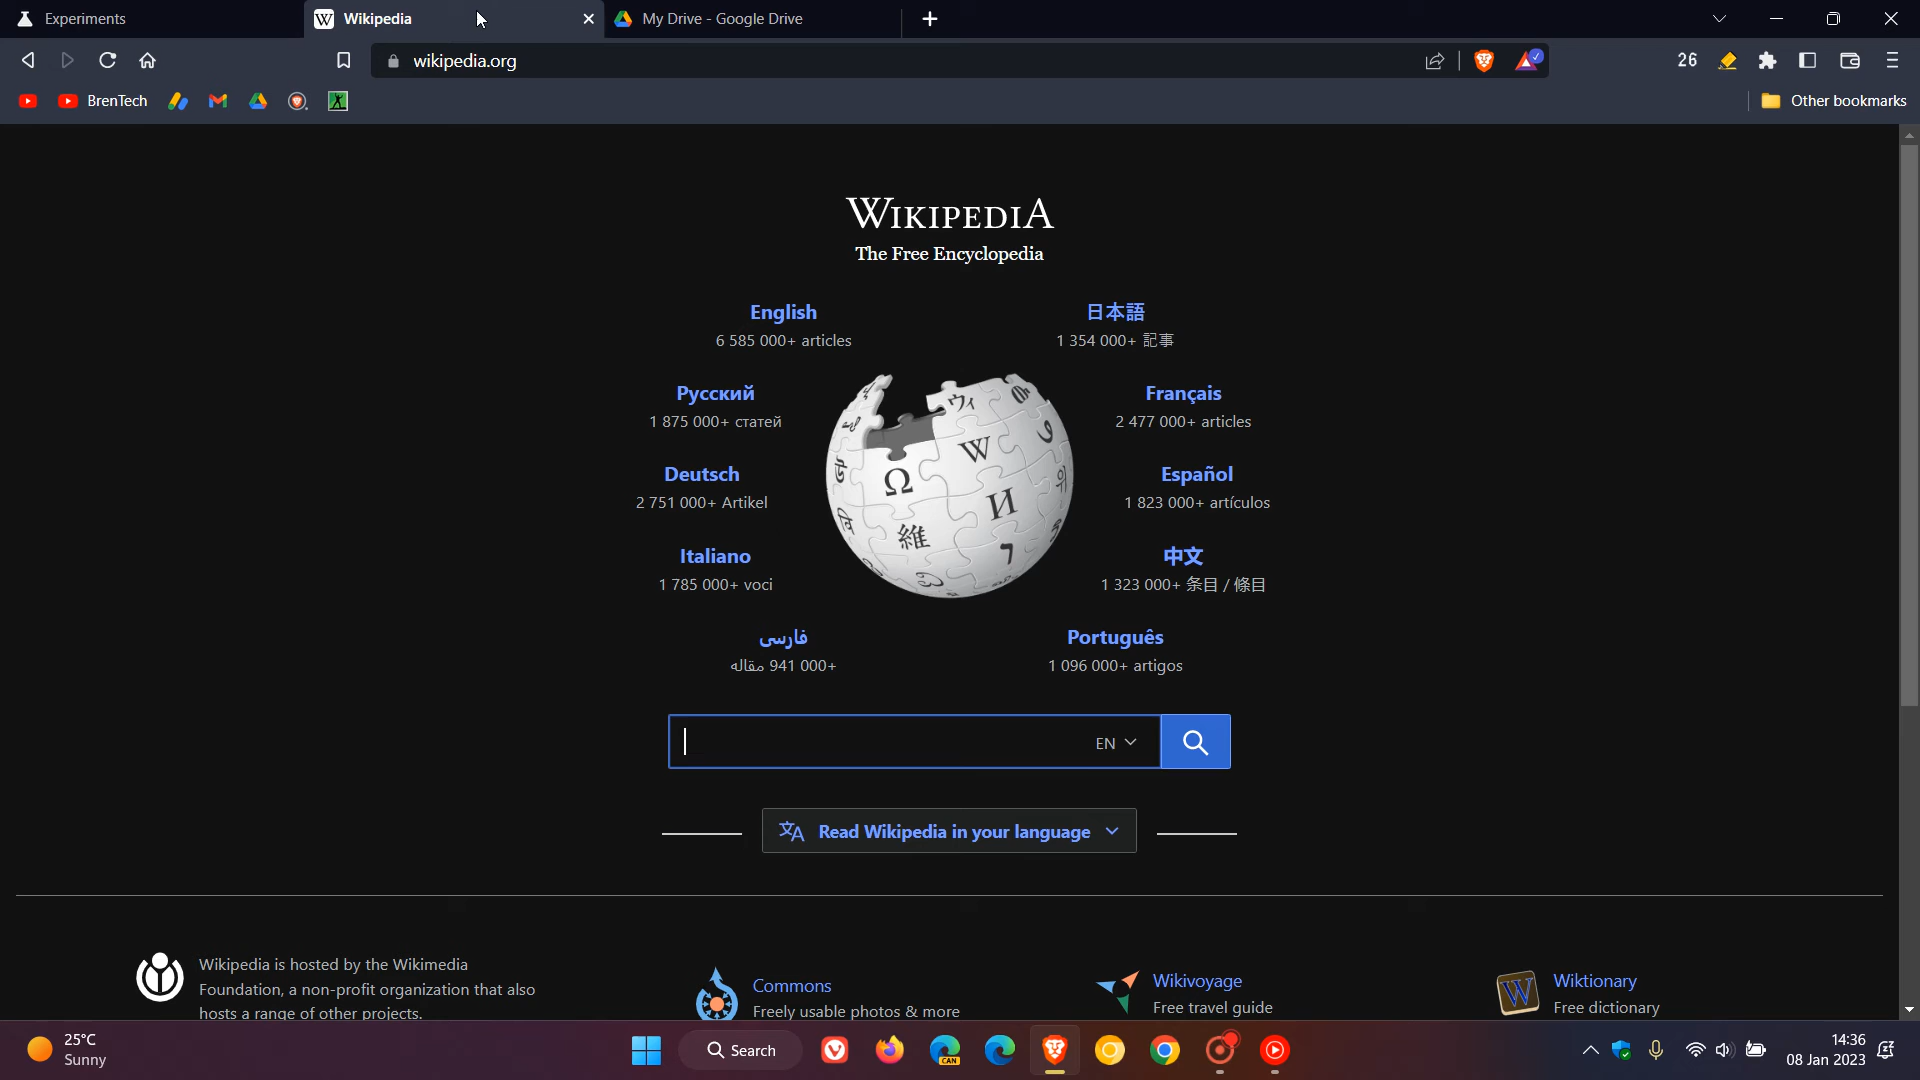 Experiments
Wikipedia
My Drive - Google Drive
wikipedia.org
26
BrenTech
Other bookmarks
WIKIPEDIA
The Free Encyclopedia
English
6 585 000+ articles
日本語
1 354 000+ 記事
Русский
1 875 000+ статей
Français
2 477 000+ articles
Deutsch
2 751 000+ Artikel
Español
1 823 000+ artículos
Italiano
1 785 000+ voci
中文
1 323 000+ 条目 / 條目
فارسی
۹۴۱ 000+ مقاله
Português
1 096 000+ artigos
Ω
W
ウィ
И
維
EN
Read Wikipedia in your language
Wikipedia is hosted by the Wikimedia
Foundation, a non-profit organization that also
hosts a range of other projects.
Commons
Freely usable photos & more
Wikivoyage
Free travel guide
W
Wiktionary
Free dictionary
25°C
Sunny
Search
CAN
14:36
08 Jan 2023